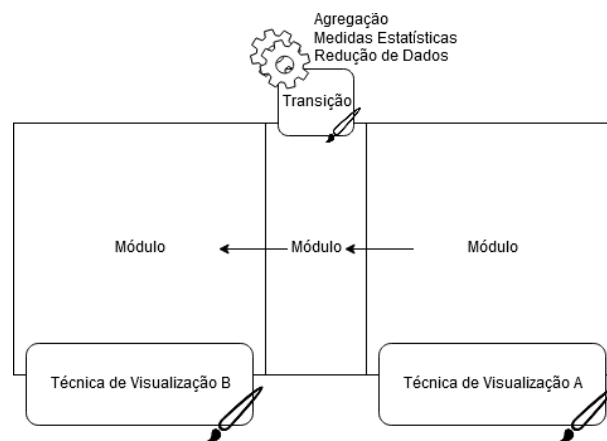 Agregação
Medidas Estatísticas
Redução de Dados
Transição
Módulo
Módulo
Módulo
Técnica de Visualização B
Técnica de Visualização A